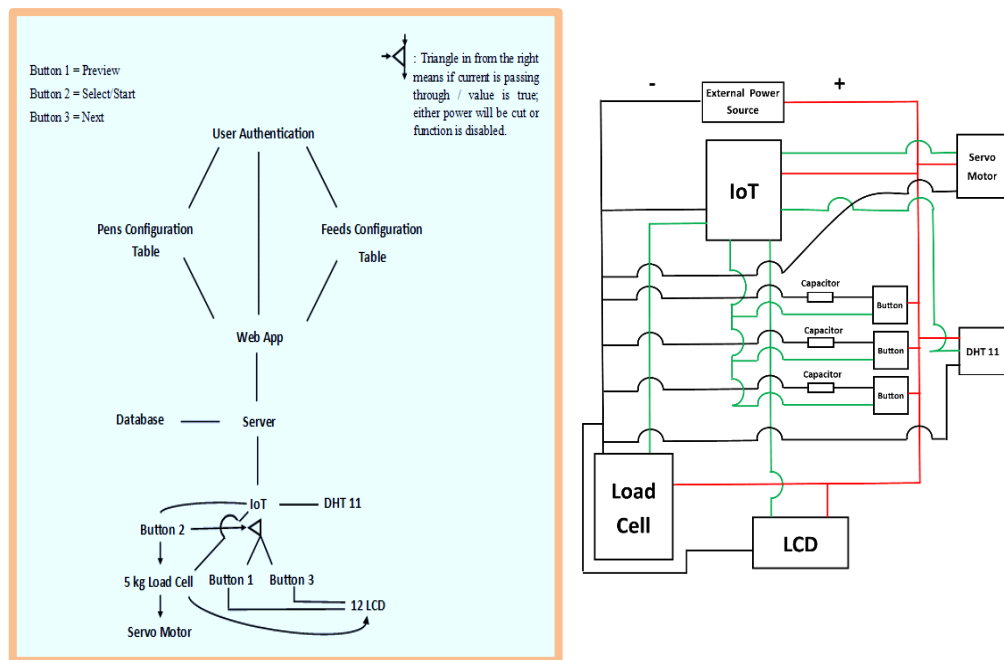 Button 1 = Preview
Button 2 = Select/Start
Button 3 = Next
: Triangle in from the right
means if current is passing
through / value is true;
either power will be cut or
function is disabled.
User Authentication
Pens Configuration
Table
Feeds Configuration
Table
Web App
Database
Server
IoT
DHT 11
Button 2
5 kg Load Cell
Button 1
Button 3
12 LCD
Servo Motor
-
+
External Power
Source
IoT
Servo
Motor
Capacitor
Button
Capacitor
Button
DHT 11
Capacitor
Button
Load
Cell
LCD